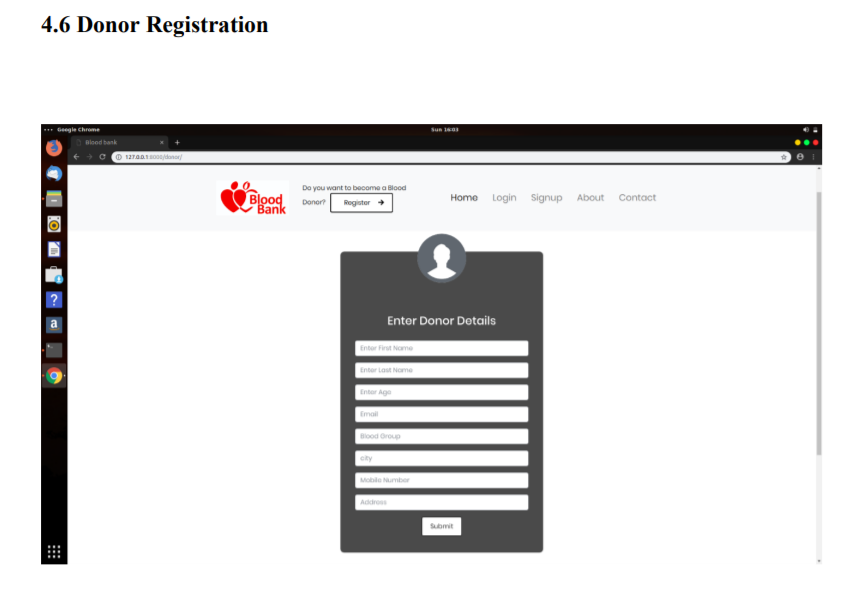 4.6 Donor Registration
Google Chrome
Sun 16:03
Blood bank
127.0.0.1:8000/donor/
Blood
Bank
Do you want to become a Blood
Donor?
Register
Home Login Signup About Contact
Enter Donor Details
Enter First Name
Enter Last Name
Enter Age
Email
Blood Group
city
Mobile Number
Address
Submit